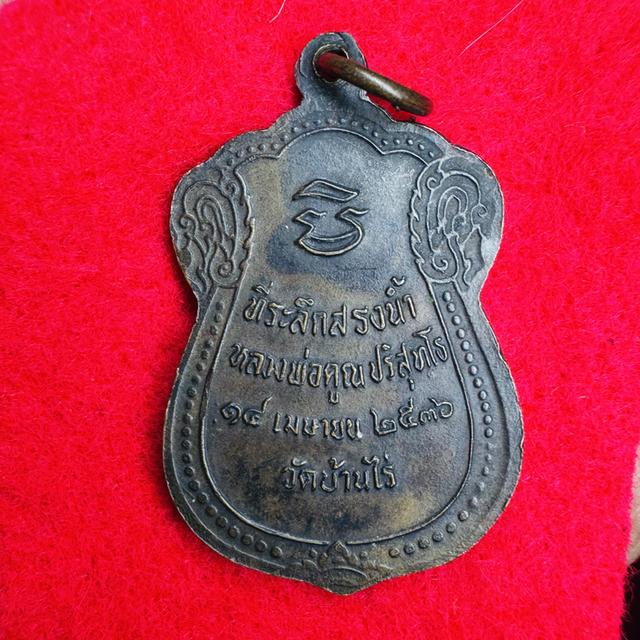 ที่ระลึกสรงน้ำ
หลวงพ่อคูณปริสุทฺโธ
๑๔ เมษายน ๒๕๓๖
วัดบ้านไร่